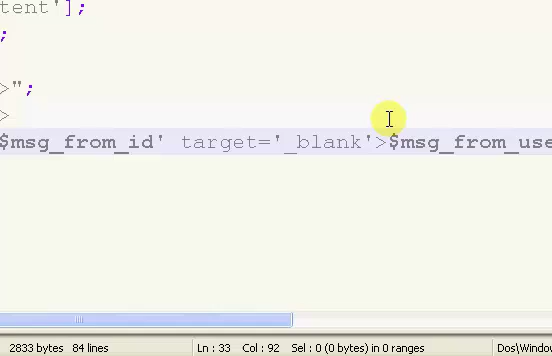 tent'];
;
>";
>
$msg_from_id' target='_blank'>$msg_from_use
2833 bytes 84 lines Ln : 33 Col : 92 Sel : 0 (0 bytes) in 0 ranges Dos\Window